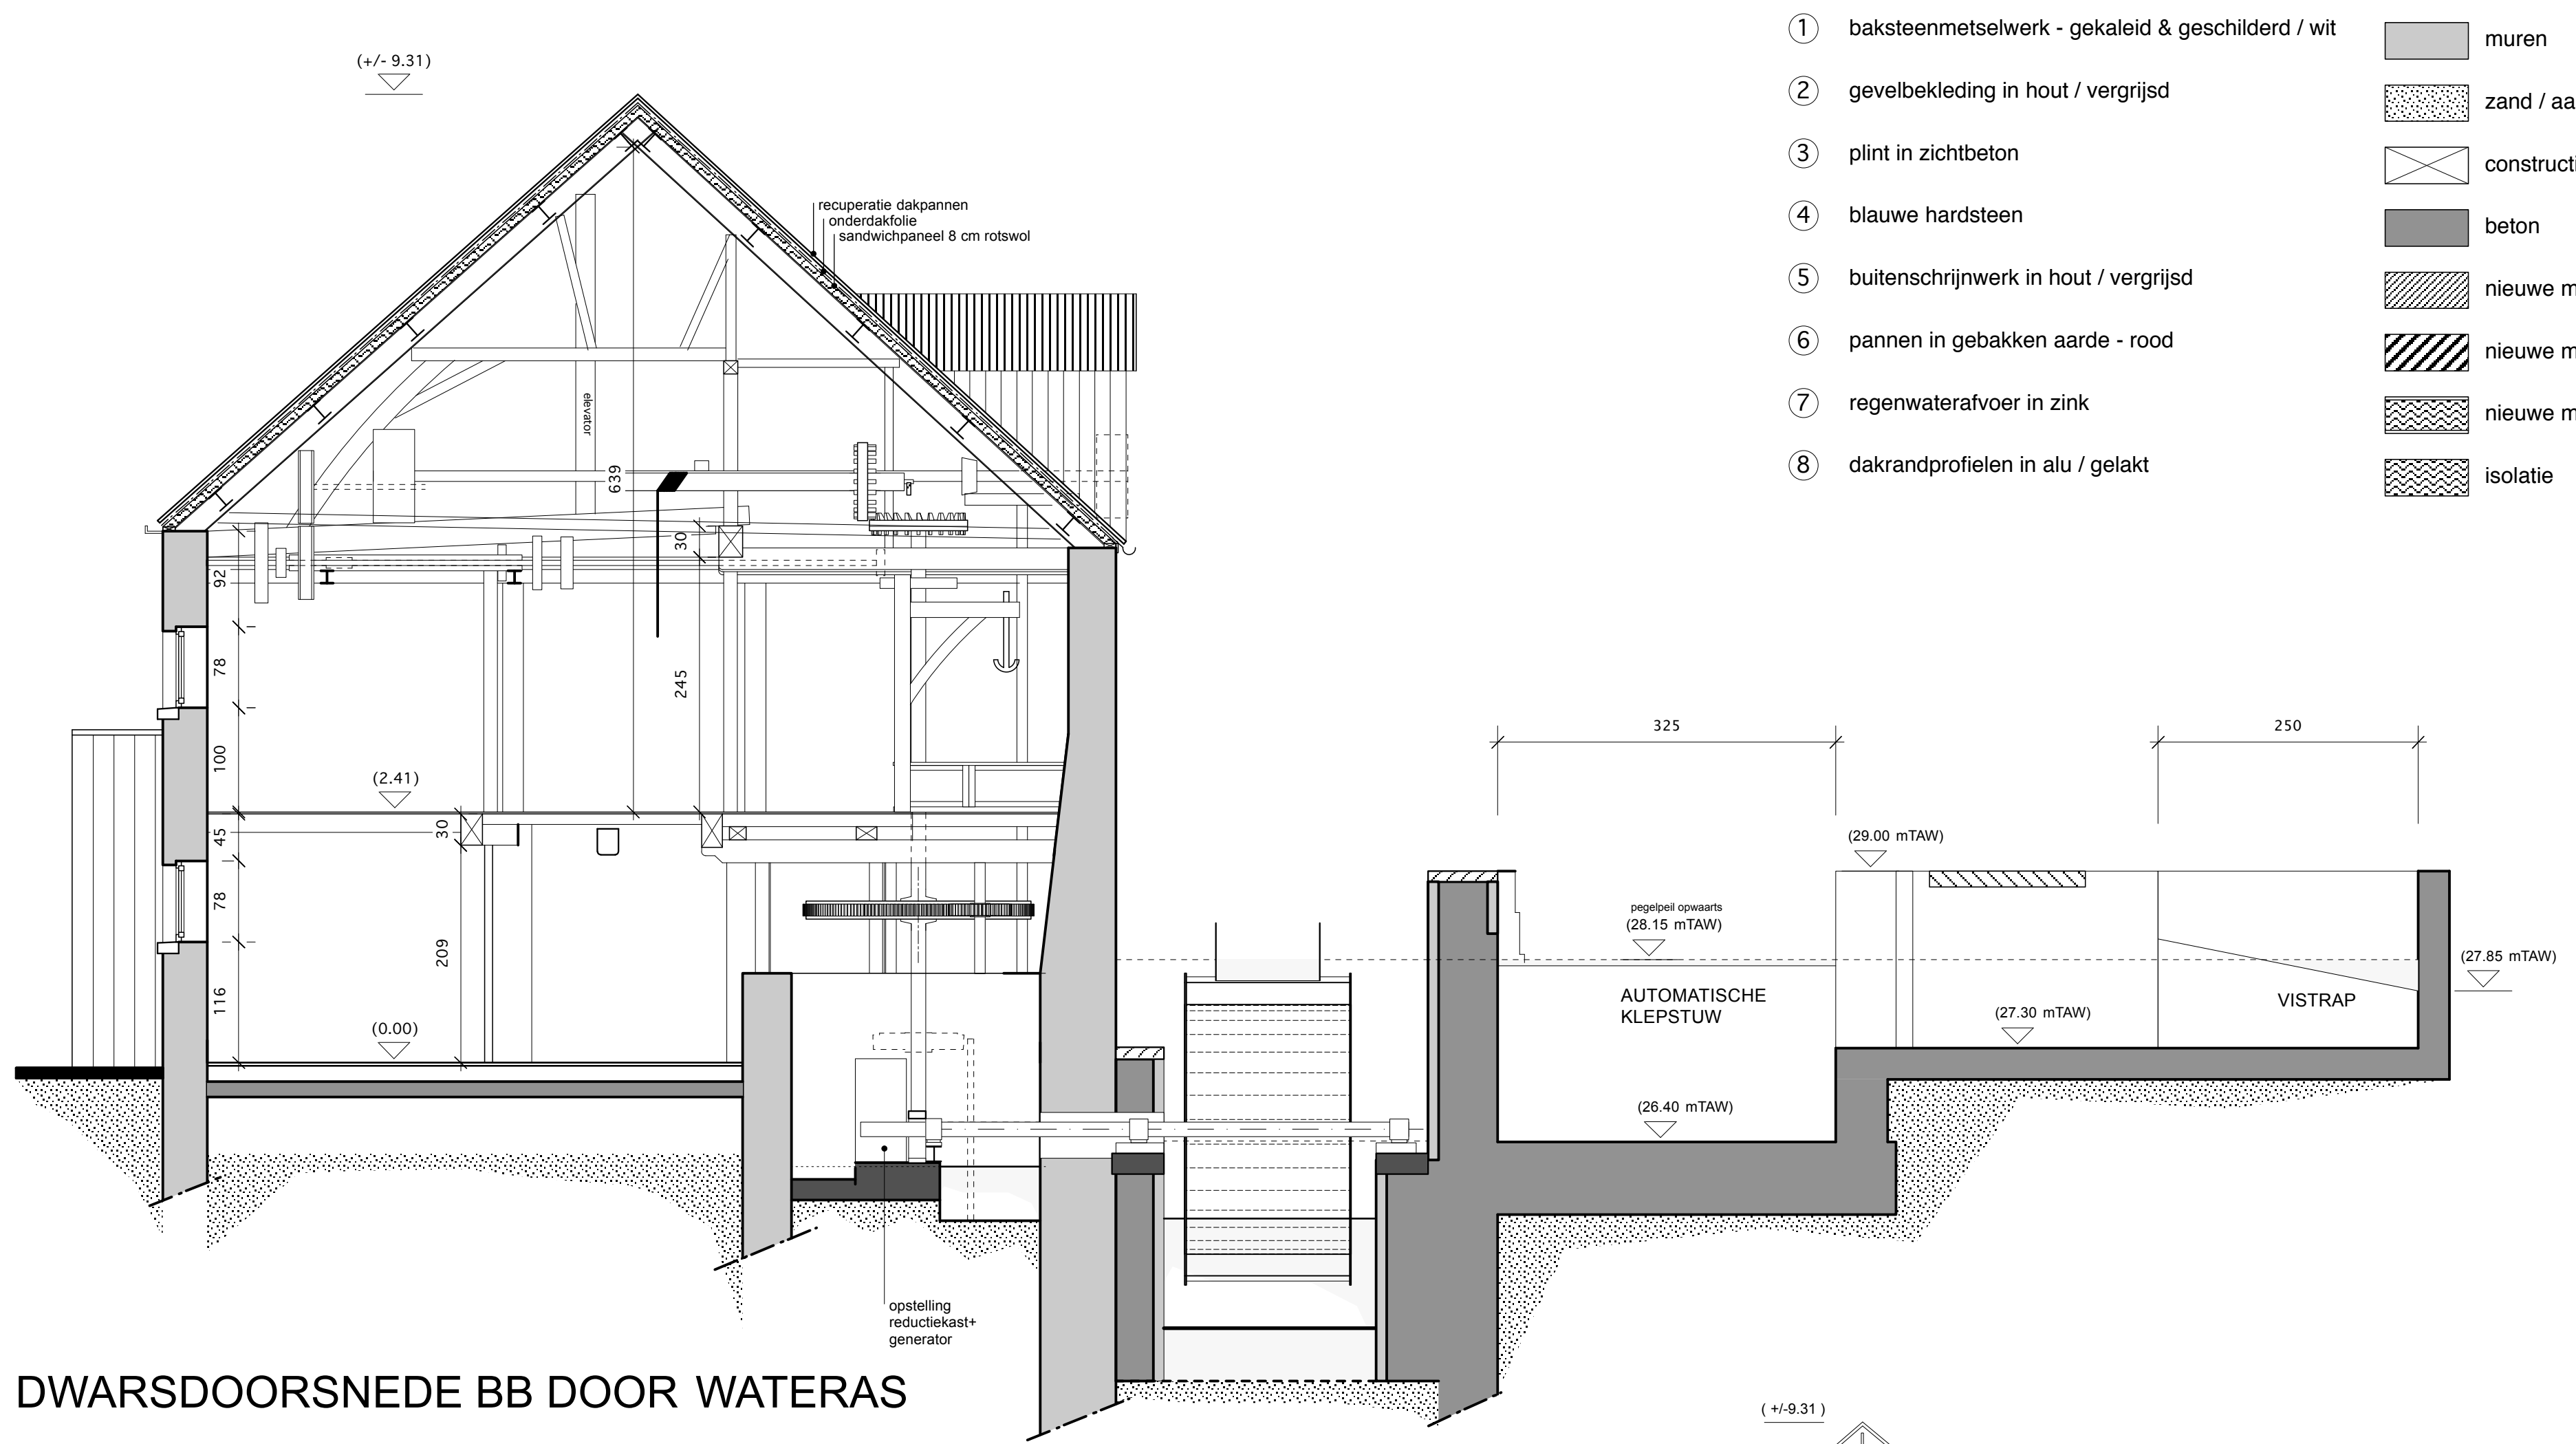 (+/- 9.31)
recuperatie dakpannen
onderdakfolie
sandwichpaneel 8 cm rotswol
elevator
639
30
92
78
245
100
(2.41)
45
30
78
209
116
(0.00)
opstelling
reductiekast+
generator
325
250
(29.00 mTAW)
pegelpeil opwaarts
(28.15 mTAW)
AUTOMATISCHE
KLEPSTUW
(27.30 mTAW)
VISTRAP
(27.85 mTAW)
(26.40 mTAW)
DWARSDOORSNEDE BB DOOR WATERAS
( +/-9.31 )
1 baksteenmetselwerk - gekaleid & geschilderd / wit
2 gevelbekleding in hout / vergrijsd
3 plint in zichtbeton
4 blauwe hardsteen
5 buitenschrijnwerk in hout / vergrijsd
6 pannen in gebakken aarde - rood
7 regenwaterafvoer in zink
8 dakrandprofielen in alu / gelakt
muren
zand /
beton
nieuwe
nieuwe
nieuwe
isolatie